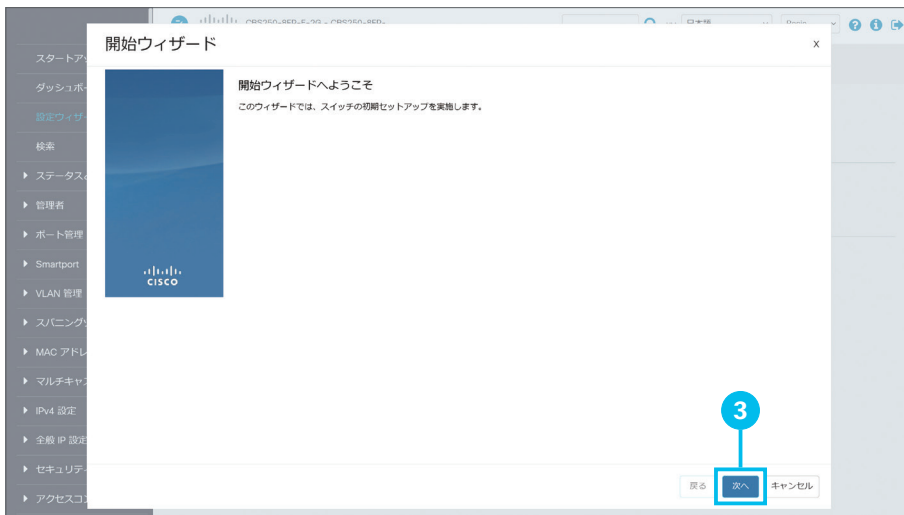 CBS250-8FP-E-2G - CBS250-8FP-
日本語
開始ウィザード
X
開始ウィザードへようこそ
このウィザードでは、スイッチの初期セットアップを実施します。
スタートア
ダッシュボ
設定ウィザ
検索
ステータス
管理者
ポート管理
Smartport
VLAN 管理
スパニング
MAC アドレ
マルチキャス
IPv4 設定
全般 IP 設定
セキュリテ
アクセスコ
CISCO
3
戻る
次へ
キャンセル